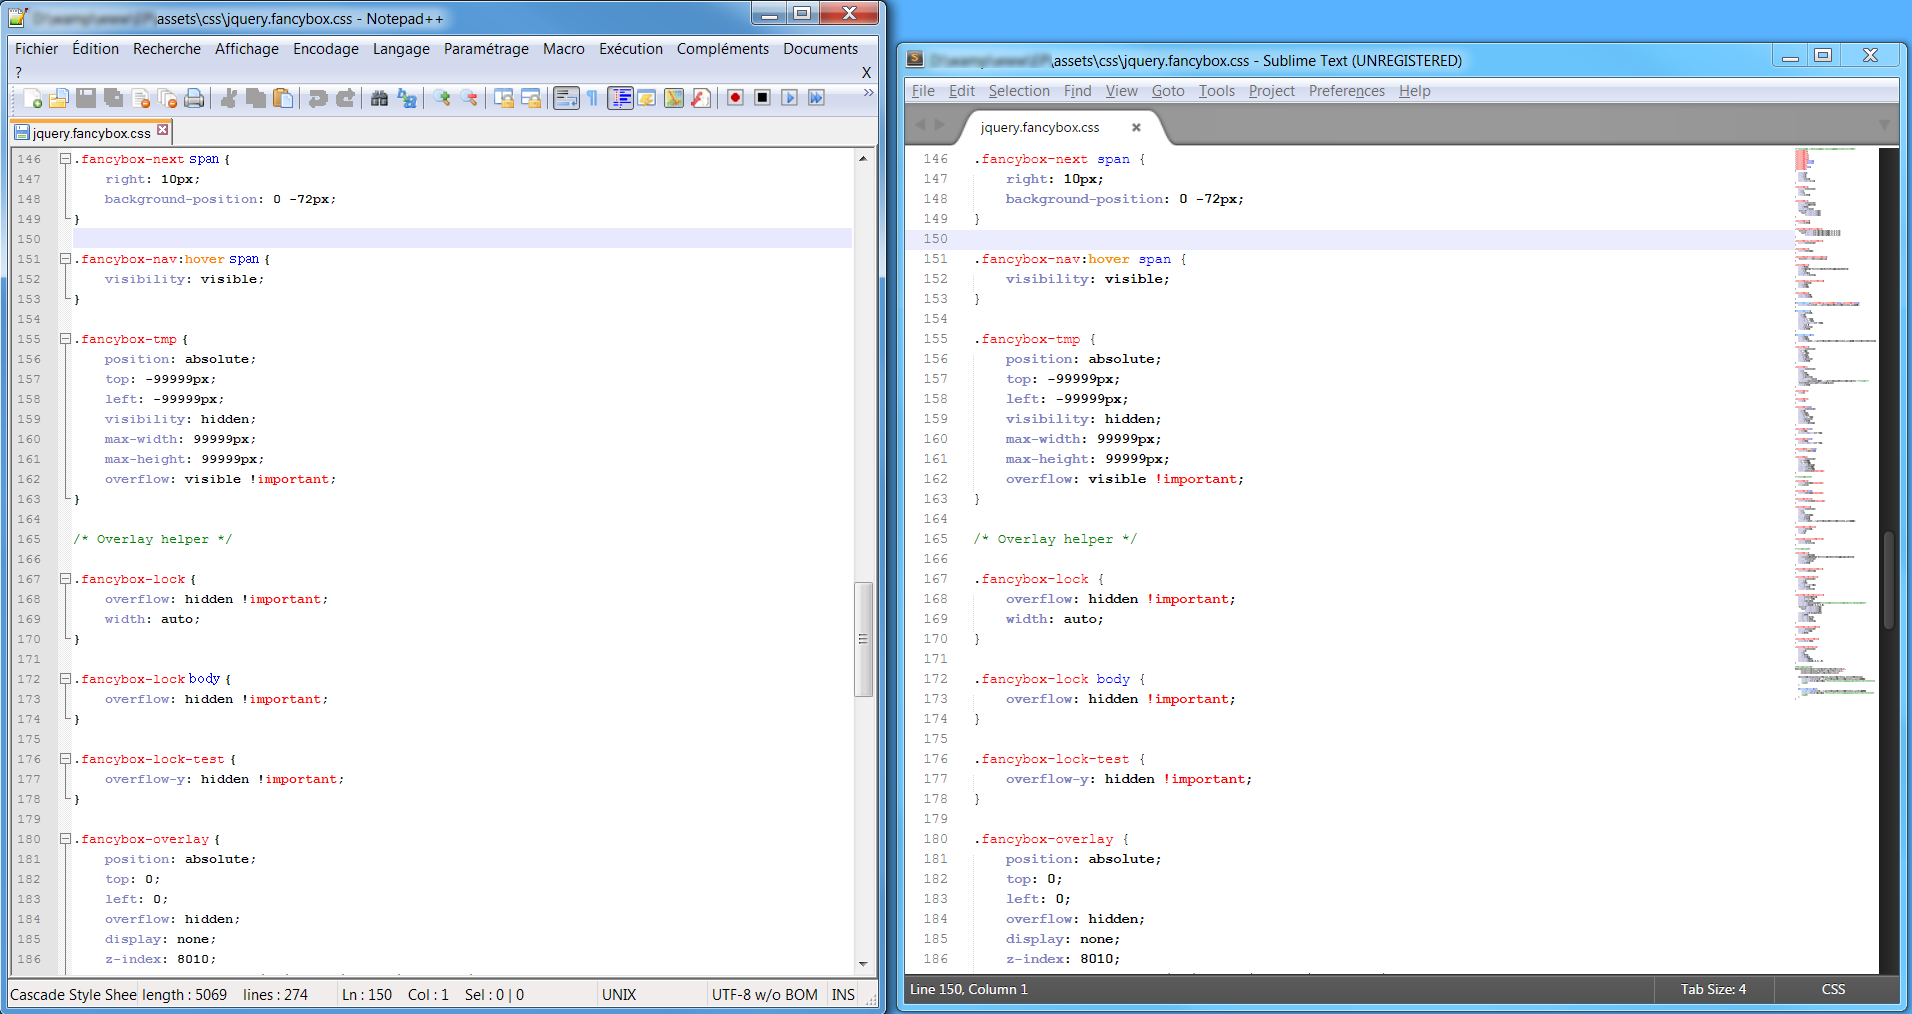 \assets\css\jquery.fancybox.css - Notepad++
Fichier Édition Recherche Affichage Encodage Langage Paramétrage Macro Exécution Compléments Documents
? X
jquery.fancybox.css
146 .fancybox-next span {
147 right: 10px;
148 background-position: 0 -72px;
149 }
150
151 .fancybox-nav:hover span {
152 visibility: visible;
153 }
154
155 .fancybox-tmp {
156 position: absolute;
157 top: -99999px;
158 left: -99999px;
159 visibility: hidden;
160 max-width: 99999px;
161 max-height: 99999px;
162 overflow: visible !important;
163 }
164
165 /* Overlay helper */
166
167 .fancybox-lock {
168 overflow: hidden !important;
169 width: auto;
170 }
171
172 .fancybox-lock body {
173 overflow: hidden !important;
174 }
175
176 .fancybox-lock-test {
177 overflow-y: hidden !important;
178 }
179
180 .fancybox-overlay {
181 position: absolute;
182 top: 0;
183 left: 0;
184 overflow: hidden;
185 display: none;
186 z-index: 8010;
Cascade Style Shee length : 5069 lines : 274 Ln : 150 Col : 1 Sel : 0 | 0 UNIX UTF-8 w/o BOM INS
\assets\css\jquery.fancybox.css - Sublime Text (UNREGISTERED)
File Edit Selection Find View Goto Tools Project Preferences Help
jquery.fancybox.css
146 .fancybox-next span {
147 right: 10px;
148 background-position: 0 -72px;
149 }
150
151 .fancybox-nav:hover span {
152 visibility: visible;
153 }
154
155 .fancybox-tmp {
156 position: absolute;
157 top: -99999px;
158 left: -99999px;
159 visibility: hidden;
160 max-width: 99999px;
161 max-height: 99999px;
162 overflow: visible !important;
163 }
164
165 /* Overlay helper */
166
167 .fancybox-lock {
168 overflow: hidden !important;
169 width: auto;
170 }
171
172 .fancybox-lock body {
173 overflow: hidden !important;
174 }
175
176 .fancybox-lock-test {
177 overflow-y: hidden !important;
178 }
179
180 .fancybox-overlay {
181 position: absolute;
182 top: 0;
183 left: 0;
184 overflow: hidden;
185 display: none;
186 z-index: 8010;
Line 150, Column 1 Tab Size: 4 CSS